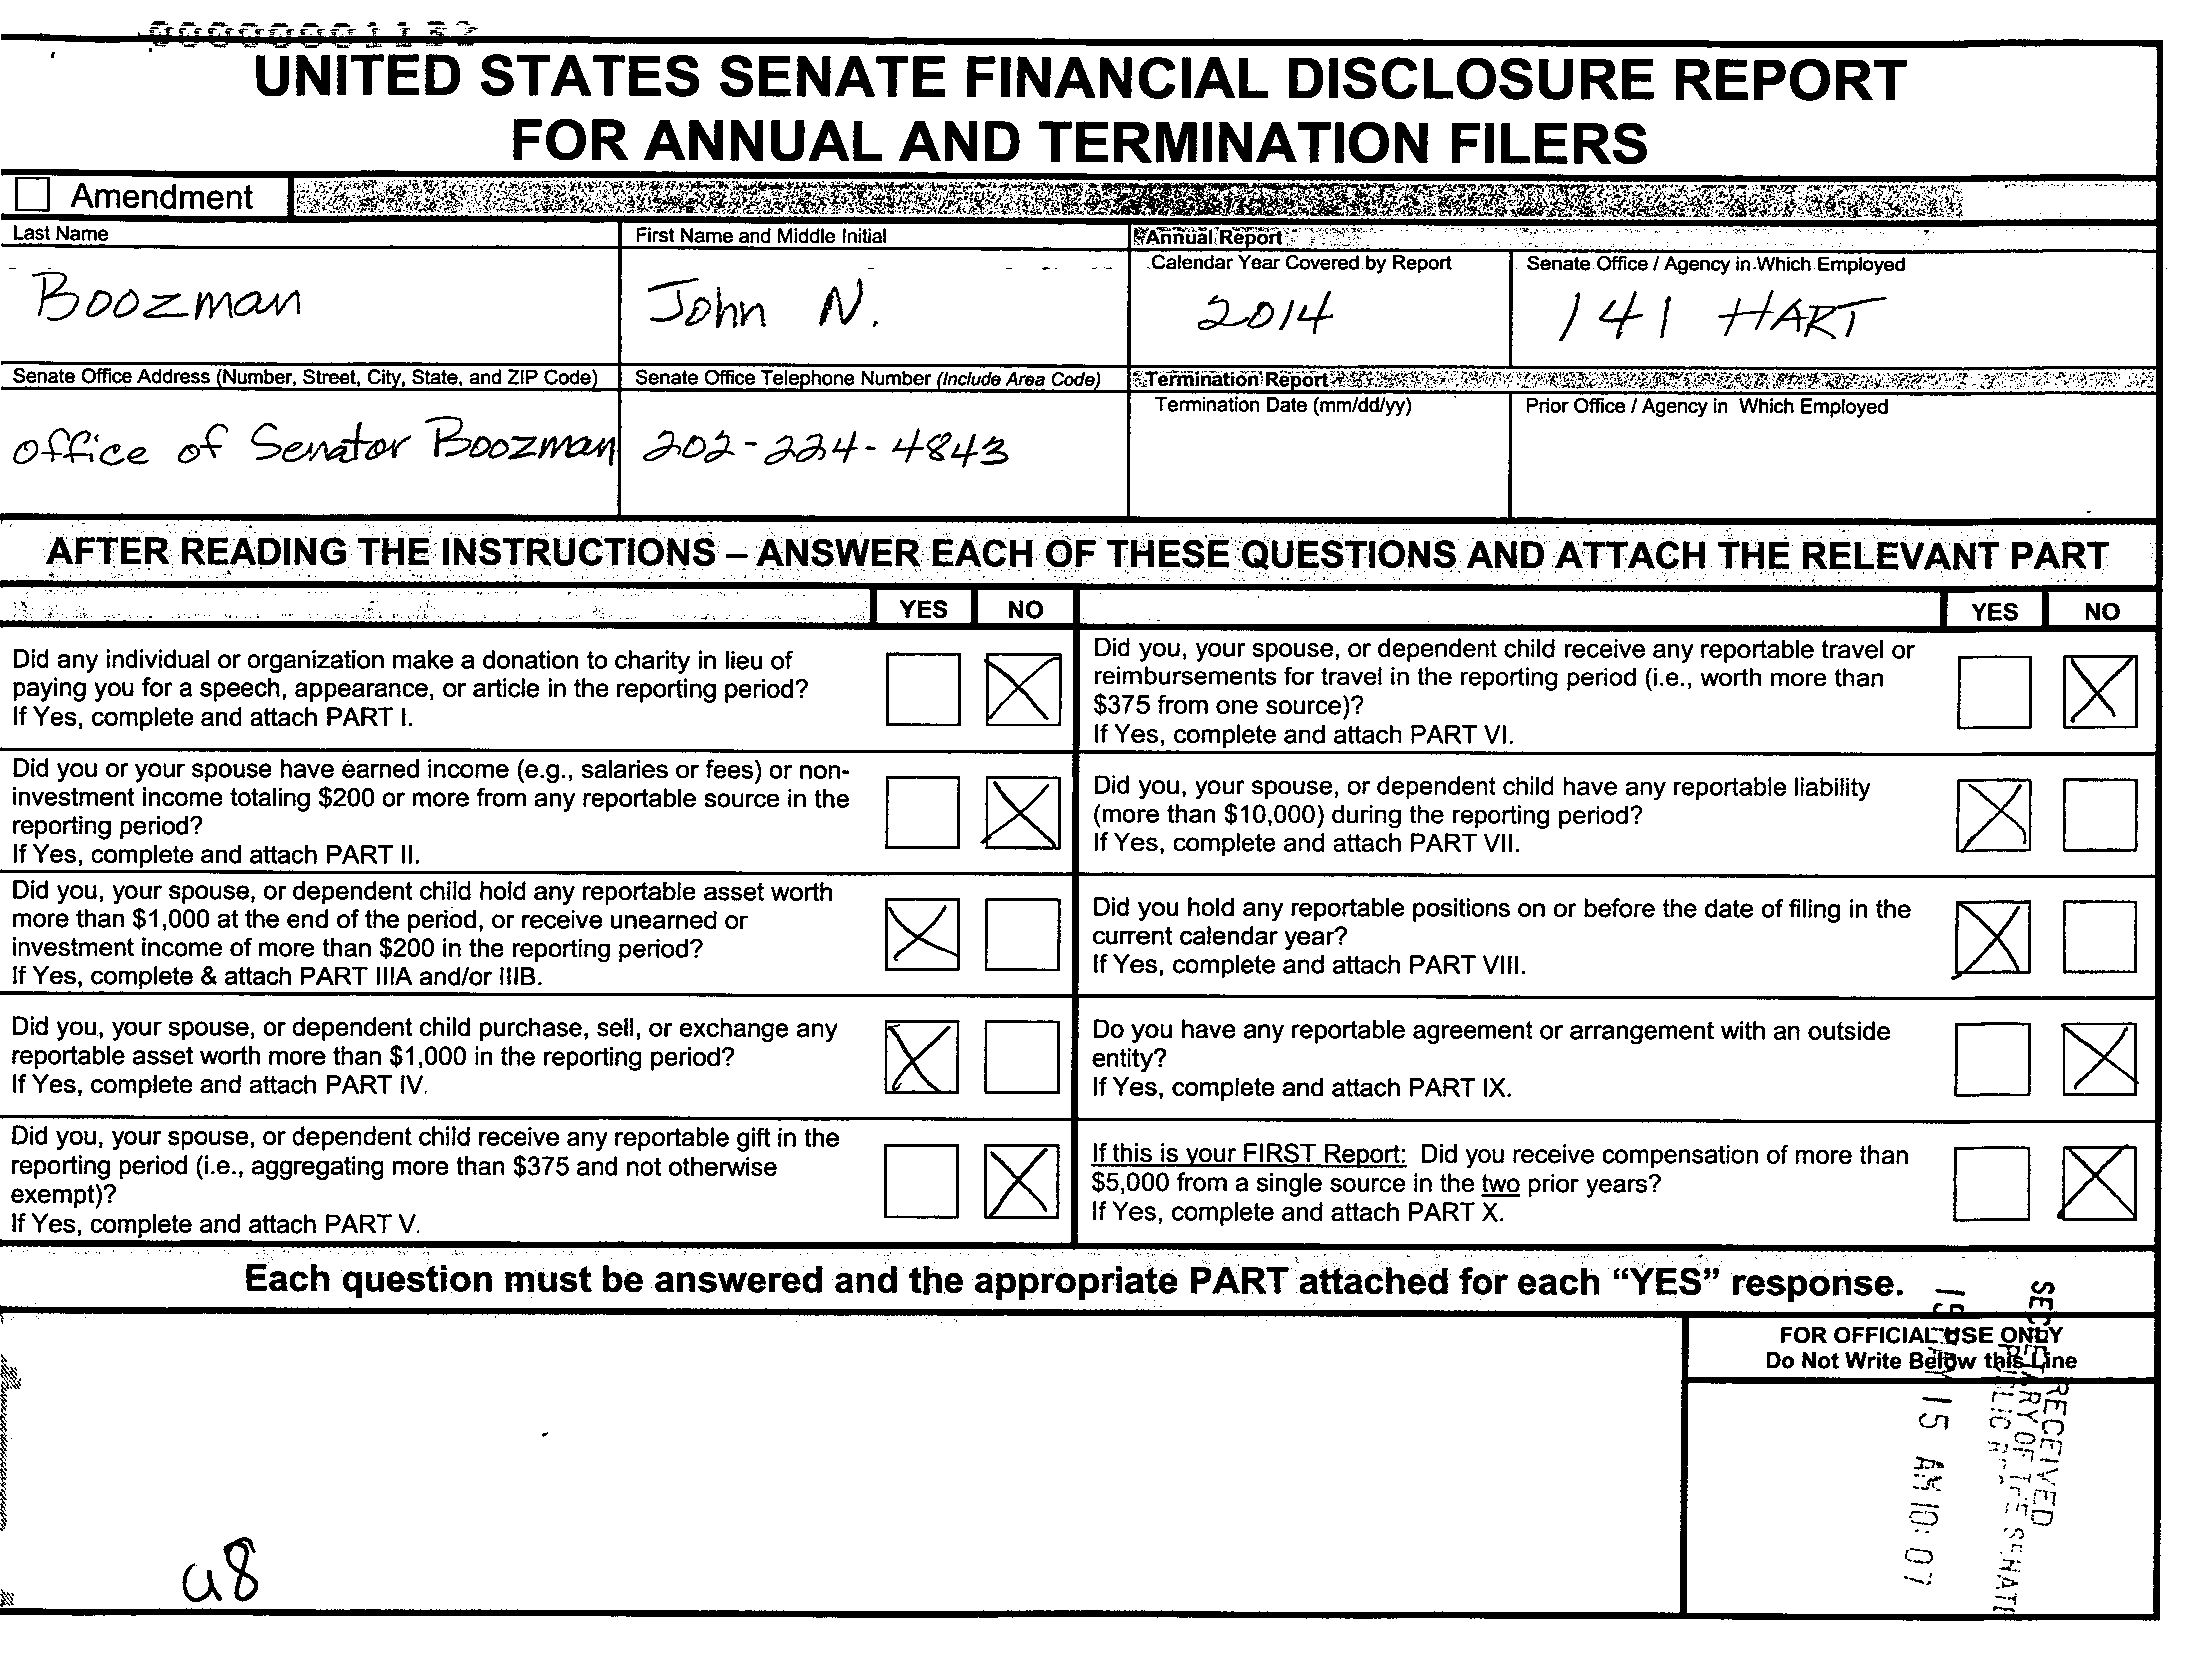 00000001152
UNITED STATES SENATE FINANCIAL DISCLOSURE REPORT
FOR ANNUAL AND TERMINATION FILERS
Amendment
Last Name
First Name and Middle Initial
Annual Report
Calendar Year Covered by Report
Senate Office / Agency in Which Employed
Boozman
John N.
2014
141 HART
Senate Office Address (Number, Street, City, State, and ZIP Code)
Senate Office Telephone Number (Include Area Code)
Termination Report
Termination Date (mm/dd/yy)
Prior Office / Agency in Which Employed
Office of Senator Boozman
202-224-4843
AFTER READING THE INSTRUCTIONS – ANSWER EACH OF THESE QUESTIONS AND ATTACH THE RELEVANT PART
YES NO
Did any individual or organization make a donation to charity in lieu of
paying you for a speech, appearance, or article in the reporting period?
If Yes, complete and attach PART I.
Did you or your spouse have earned income (e.g., salaries or fees) or non-
investment income totaling $200 or more from any reportable source in the
reporting period?
If Yes, complete and attach PART II.
Did you, your spouse, or dependent child hold any reportable asset worth
more than $1,000 at the end of the period, or receive unearned or
investment income of more than $200 in the reporting period?
If Yes, complete & attach PART IIIA and/or IIIB.
Did you, your spouse, or dependent child purchase, sell, or exchange any
reportable asset worth more than $1,000 in the reporting period?
If Yes, complete and attach PART IV.
Did you, your spouse, or dependent child receive any reportable gift in the
reporting period (i.e., aggregating more than $375 and not otherwise
exempt)?
If Yes, complete and attach PART V.
YES NO
Did you, your spouse, or dependent child receive any reportable travel or
reimbursements for travel in the reporting period (i.e., worth more than
$375 from one source)?
If Yes, complete and attach PART VI.
Did you, your spouse, or dependent child have any reportable liability
(more than $10,000) during the reporting period?
If Yes, complete and attach PART VII.
Did you hold any reportable positions on or before the date of filing in the
current calendar year?
If Yes, complete and attach PART VIII.
Do you have any reportable agreement or arrangement with an outside
entity?
If Yes, complete and attach PART IX.
If this is your FIRST Report: Did you receive compensation of more than
$5,000 from a single source in the two prior years?
If Yes, complete and attach PART X.
Each question must be answered and the appropriate PART attached for each “YES” response.
FOR OFFICIAL USE ONLY
Do Not Write Below this Line
RECEIVED
SECRETARY OF THE SENATE
15 AM 10:07